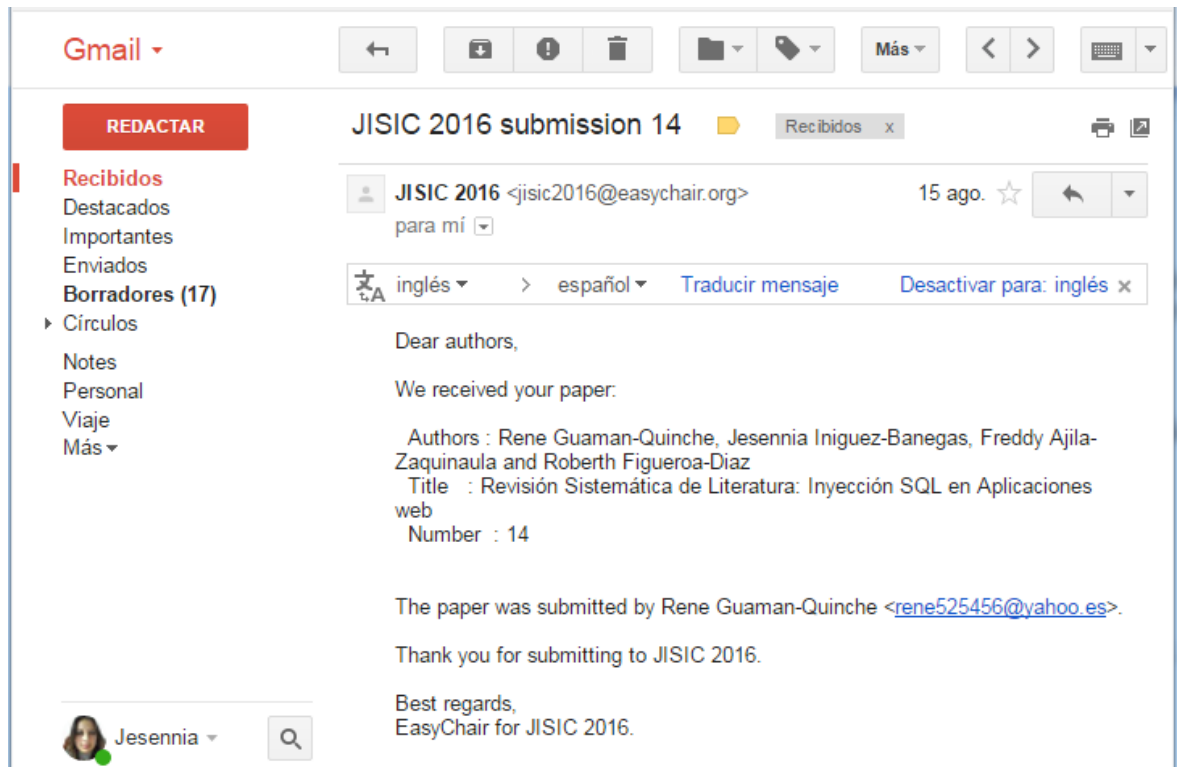 Gmail
Más
REDACTAR
JISIC 2016 submission 14
Recibidos x
Recibidos
Destacados
Importantes
Enviados
Borradores (17)
Círculos
Notes
Personal
Viaje
Más
JISIC 2016 <jisic2016@easychair.org>
15 ago.
para mí
inglés > español Traducir mensaje Desactivar para: inglés x
Dear authors,
We received your paper:
Authors : Rene Guaman-Quinche, Jesennia Iniguez-Banegas, Freddy Ajila-
Zaquinaula and Roberth Figueroa-Diaz
Title : Revisión Sistemática de Literatura: Inyección SQL en Aplicaciones
web
Number : 14
The paper was submitted by Rene Guaman-Quinche <rene525456@yahoo.es>.
Thank you for submitting to JISIC 2016.
Best regards,
EasyChair for JISIC 2016.
Jesennia